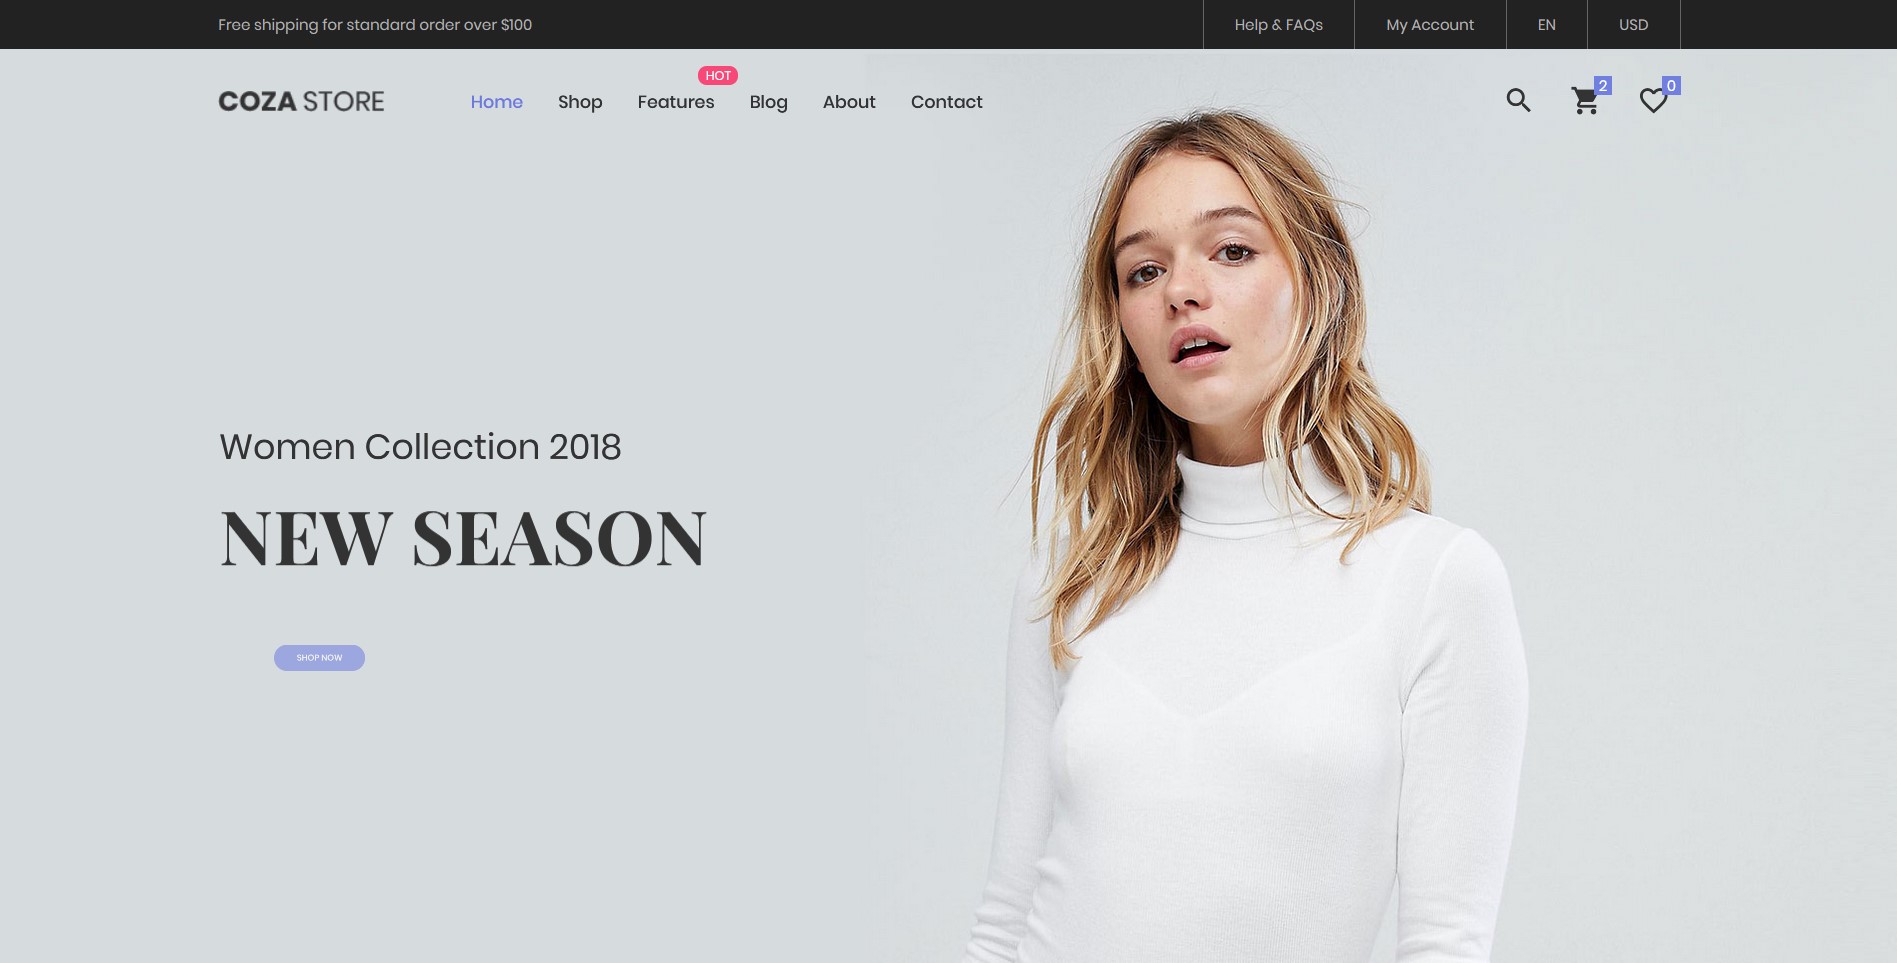 Free shipping for standard order over $100
Help & FAQs
My Account
EN
USD
COZA STORE
Home
Shop
Features
HOT
Blog
About
Contact
2
0
Women Collection 2018
NEW SEASON
SHOP NOW